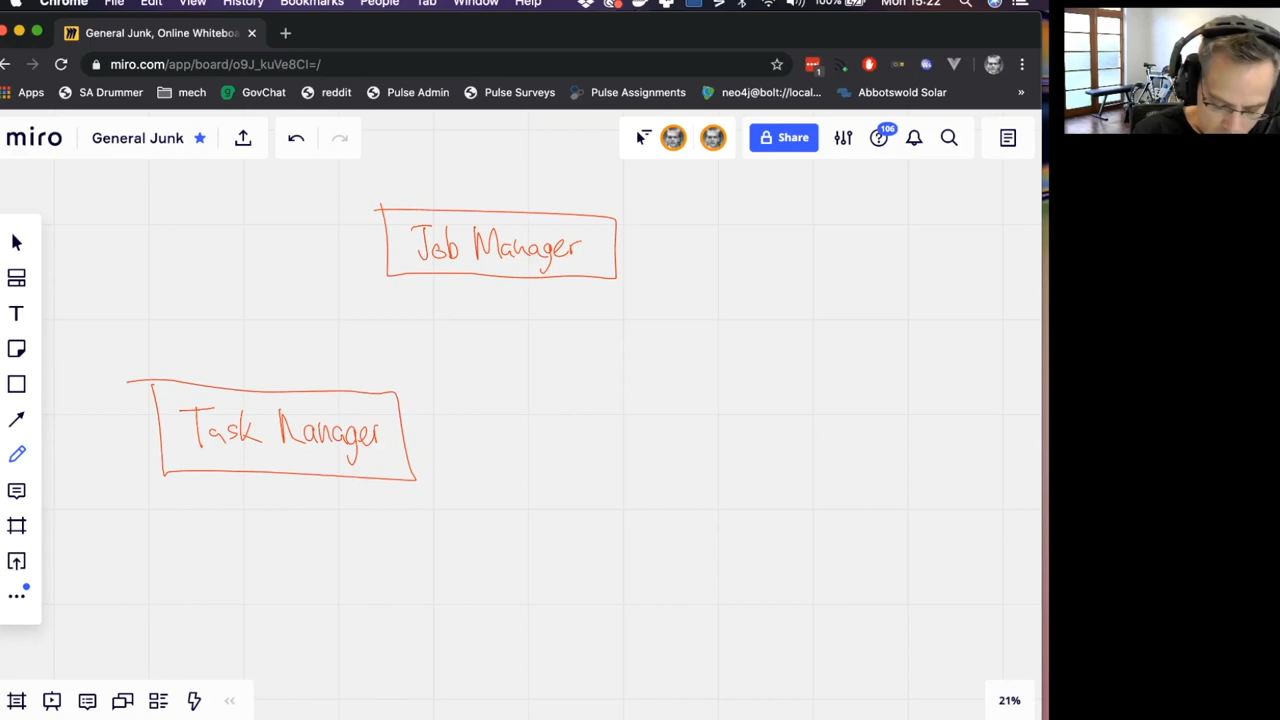 Chrome File Edit View History Bookmarks People Tab Window Help 100% Mon 15:22
General Junk, Online Whiteboa
miro.com/app/board/o9J_kuVe8CI=/
1
Apps SA Drummer mech GovChat reddit Pulse Admin Pulse Surveys Pulse Assignments neo4j@bolt://local... Abbotswold Solar »
miro General Junk Share 106
Job Manager
Task Manager
21%